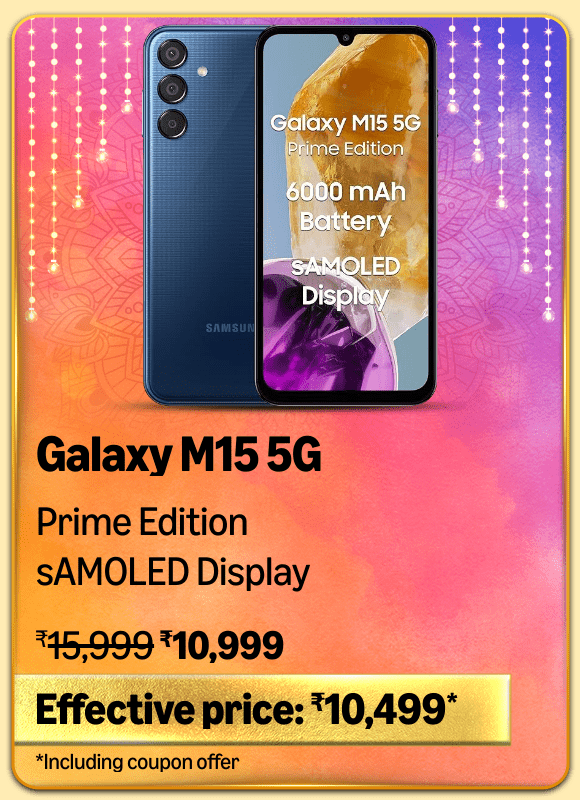 Galaxy M15 5G
Prime Edition
6000 mAh
Battery
sAMOLED
Display
SAMSUN
Galaxy M15 5G
Prime Edition
sAMOLED Display
₹15,999 ₹10,999
Effective price: ₹10,499*
*Including coupon offer